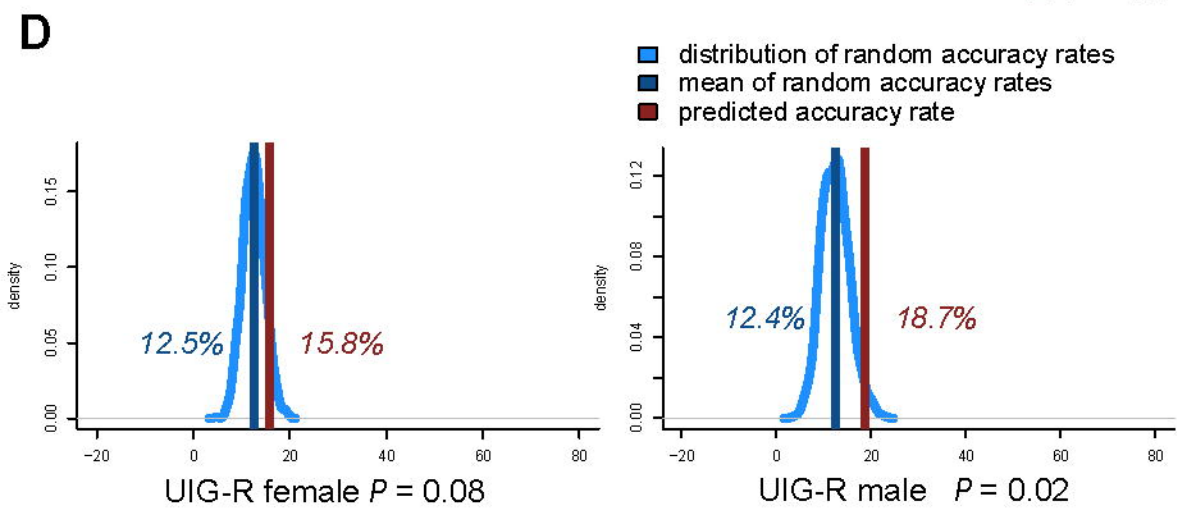 D
distribution of random accuracy rates
mean of random accuracy rates
predicted accuracy rate
density
0.00 0.05 0.10 0.15
12.5% 15.8%
−20 0 20 40 60 80
UIG-R female P = 0.08
density
0.00 0.04 0.08 0.12
12.4% 18.7%
−20 0 20 40 60 80
UIG-R male P = 0.02